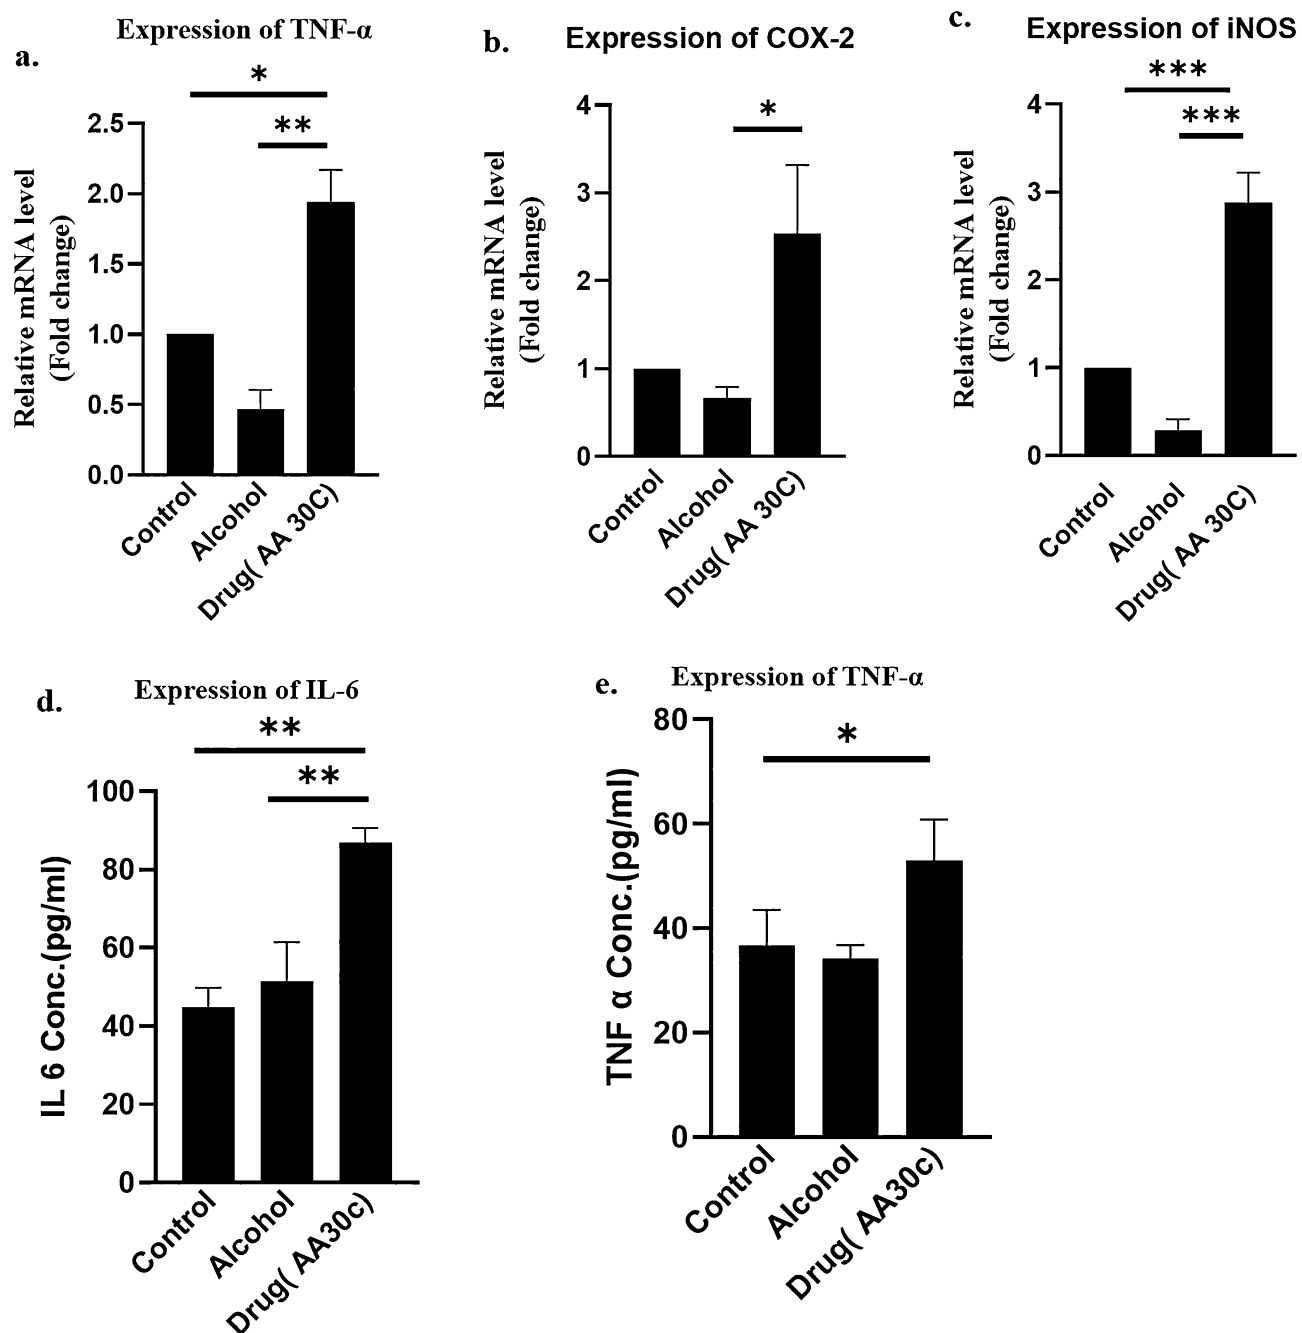 a.
Expression of TNF-α
*
**
2.5
2.0
1.5
1.0
0.5
0.0
Relative mRNA level
(Fold change)
Control
Alcohol
Drug( AA 30C)
b.
Expression of COX-2
*
4
3
2
1
0
Relative mRNA level
(Fold change)
Control
Alcohol
Drug( AA 30C)
c.
Expression of iNOS
***
***
4
3
2
1
0
Relative mRNA level
(Fold change)
Control
Alcohol
Drug( AA 30C)
d.
Expression of IL-6
**
**
100
80
60
40
20
0
IL 6 Conc.(pg/ml)
Control
Alcohol
Drug( AA30c)
e.
Expression of TNF-α
*
80
60
40
20
0
TNF α Conc.(pg/ml)
Control
Alcohol
Drug( AA30c)